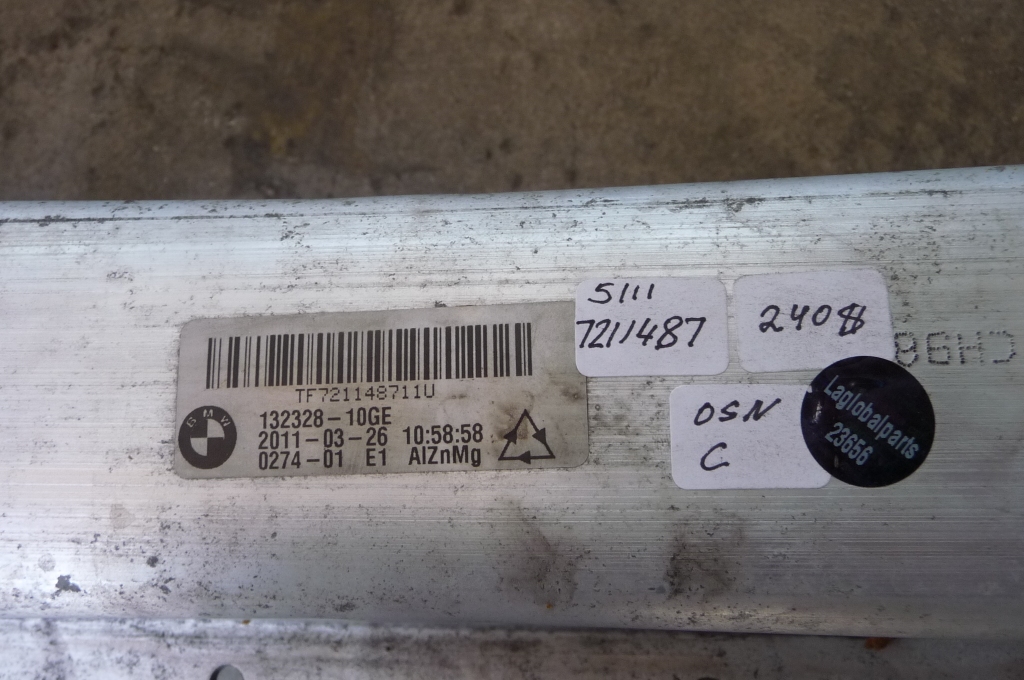 TF721148711U
BMW
132328-10GE
2011-03-26 10:58:58
0274-01 E1 AlZnMg
5111
7211487
2408
OSN
C
Laglobalparts
23656